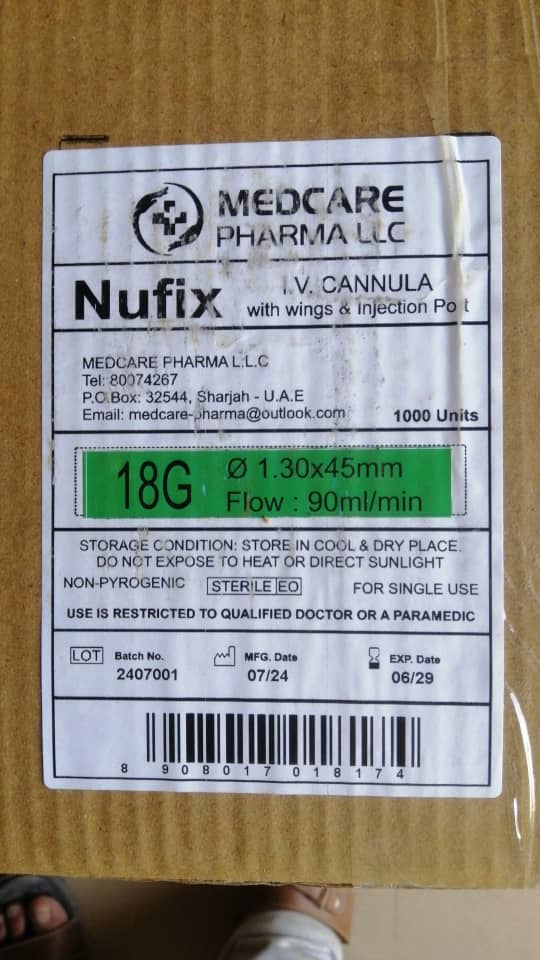 MEDCARE
PHARMA LLC
Nufix
I.V. CANNULA
with wings & Injection Port
MEDCARE PHARMA L.L.C
Tel: 80074267
P.O.Box: 32544, Sharjah - U.A.E
Email: medcare-pharma@outlook.com
1000 Units
18G
Ø 1.30x45mm
Flow : 90ml/min
STORAGE CONDITION: STORE IN COOL & DRY PLACE.
DO NOT EXPOSE TO HEAT OR DIRECT SUNLIGHT
NON-PYROGENIC STERILE EO FOR SINGLE USE
USE IS RESTRICTED TO QUALIFIED DOCTOR OR A PARAMEDIC
LOT Batch No.
2407001
MFG. Date
07/24
EXP. Date
06/29
8 908017 018174